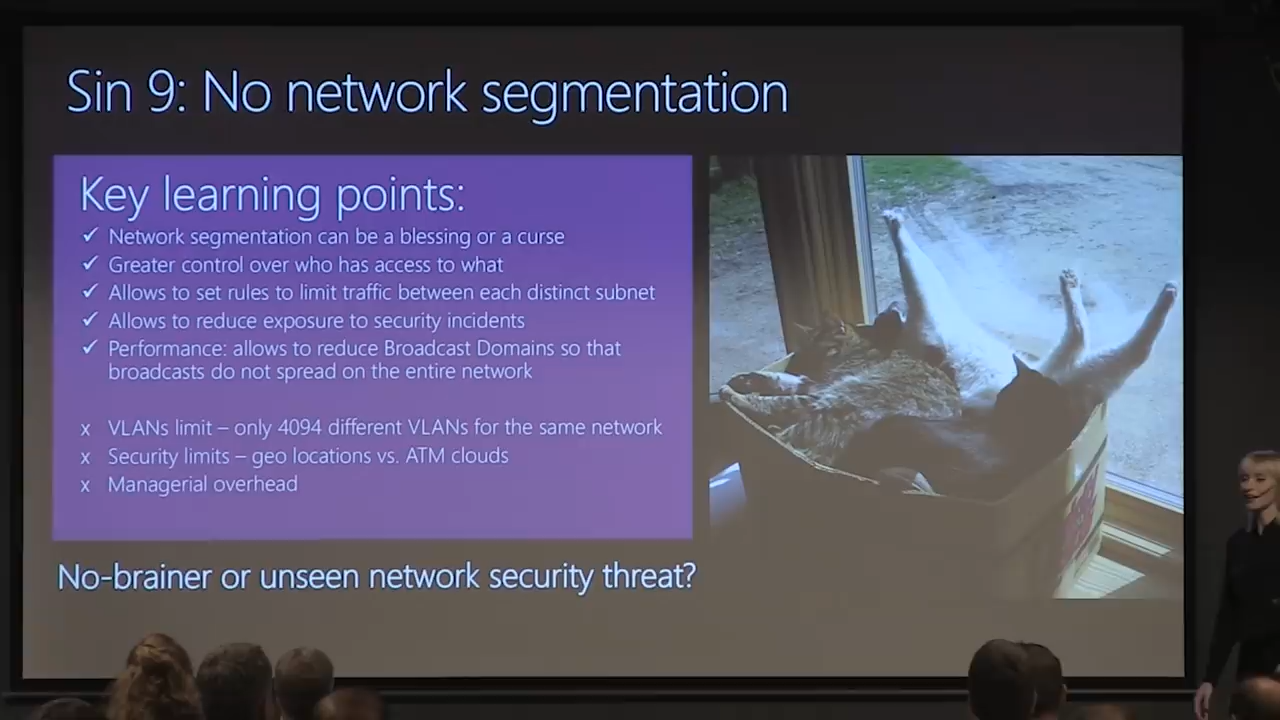 Sin 9: No network segmentation
Key learning points:
✓ Network segmentation can be a blessing or a curse
✓ Greater control over who has access to what
✓ Allows to set rules to limit traffic between each distinct subnet
✓ Allows to reduce exposure to security incidents
✓ Performance: allows to reduce Broadcast Domains so that
broadcasts do not spread on the entire network
x VLANs limit – only 4094 different VLANs for the same network
x Security limits – geo locations vs. ATM clouds
x Managerial overhead
No-brainer or unseen network security threat?